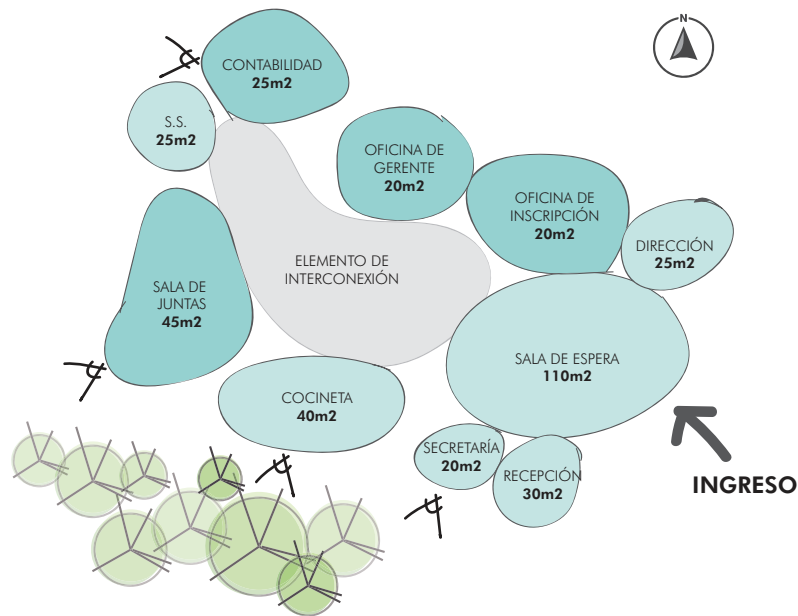 N
CONTABILIDAD
25m2
S.S.
25m2
OFICINA DE
GERENTE
20m2
OFICINA DE
INSCRIPCIÓN
20m2
DIRECCIÓN
25m2
ELEMENTO DE
INTERCONEXIÓN
SALA DE
JUNTAS
45m2
SALA DE ESPERA
110m2
COCINETA
40m2
SECRETARÍA
20m2
RECEPCIÓN
30m2
INGRESO